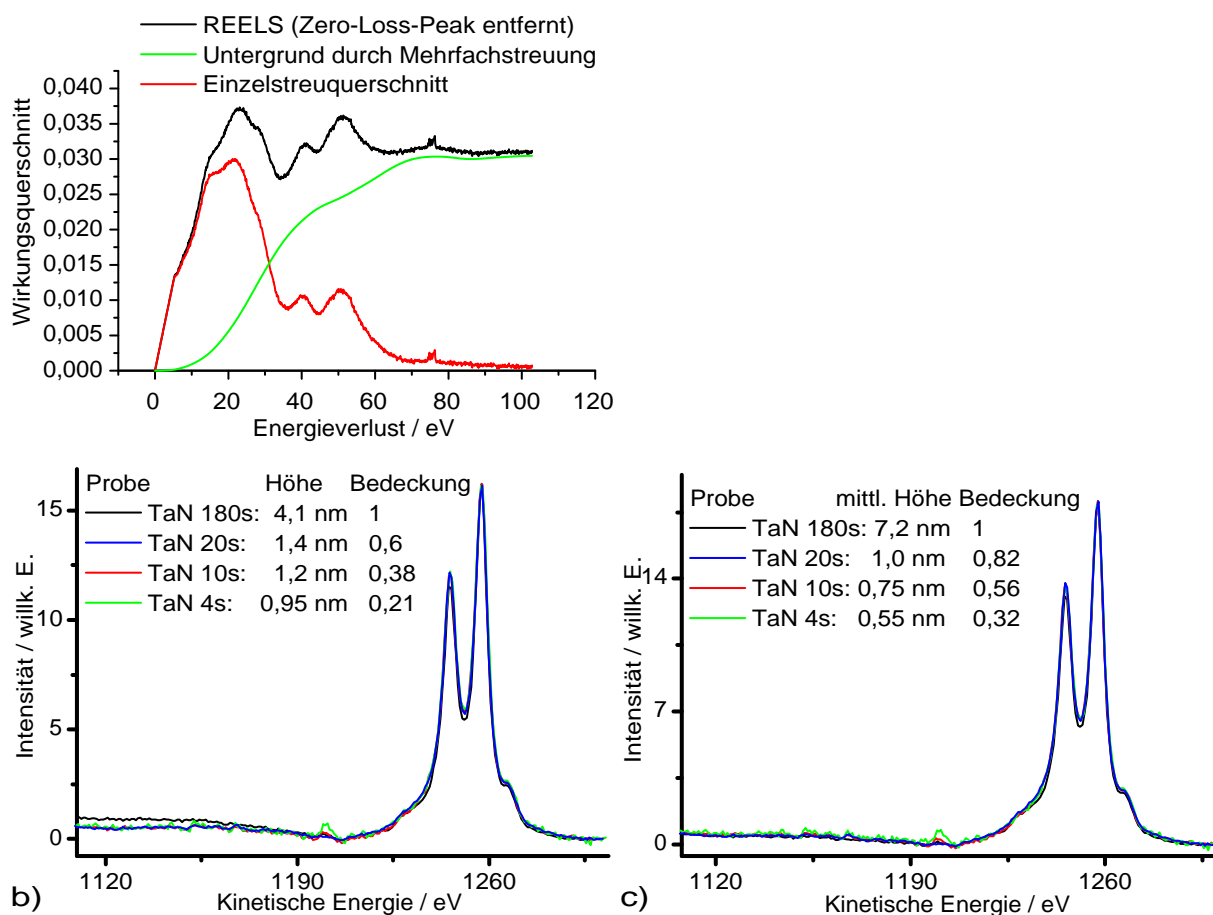 REELS (Zero-Loss-Peak entfernt)
Untergrund durch Mehrfachstreuung
Einzelstreuquerschnitt
Wirkungsquerschnitt
0,040
0,035
0,030
0,025
0,020
0,015
0,010
0,005
0,000
0 20 40 60 80 100 120
Energieverlust / eV
Probe Höhe Bedeckung
TaN 180s: 4,1 nm 1
TaN 20s: 1,4 nm 0,6
TaN 10s: 1,2 nm 0,38
TaN 4s: 0,95 nm 0,21
Intensität / willk. E.
15
10
5
0
1120 1190 1260
Kinetische Energie / eV
b)
Probe mittl. Höhe Bedeckung
TaN 180s: 7,2 nm 1
TaN 20s: 1,0 nm 0,82
TaN 10s: 0,75 nm 0,56
TaN 4s: 0,55 nm 0,32
Intensität / willk. E.
14
7
0
1120 1190 1260
Kinetische Energie / eV
c)